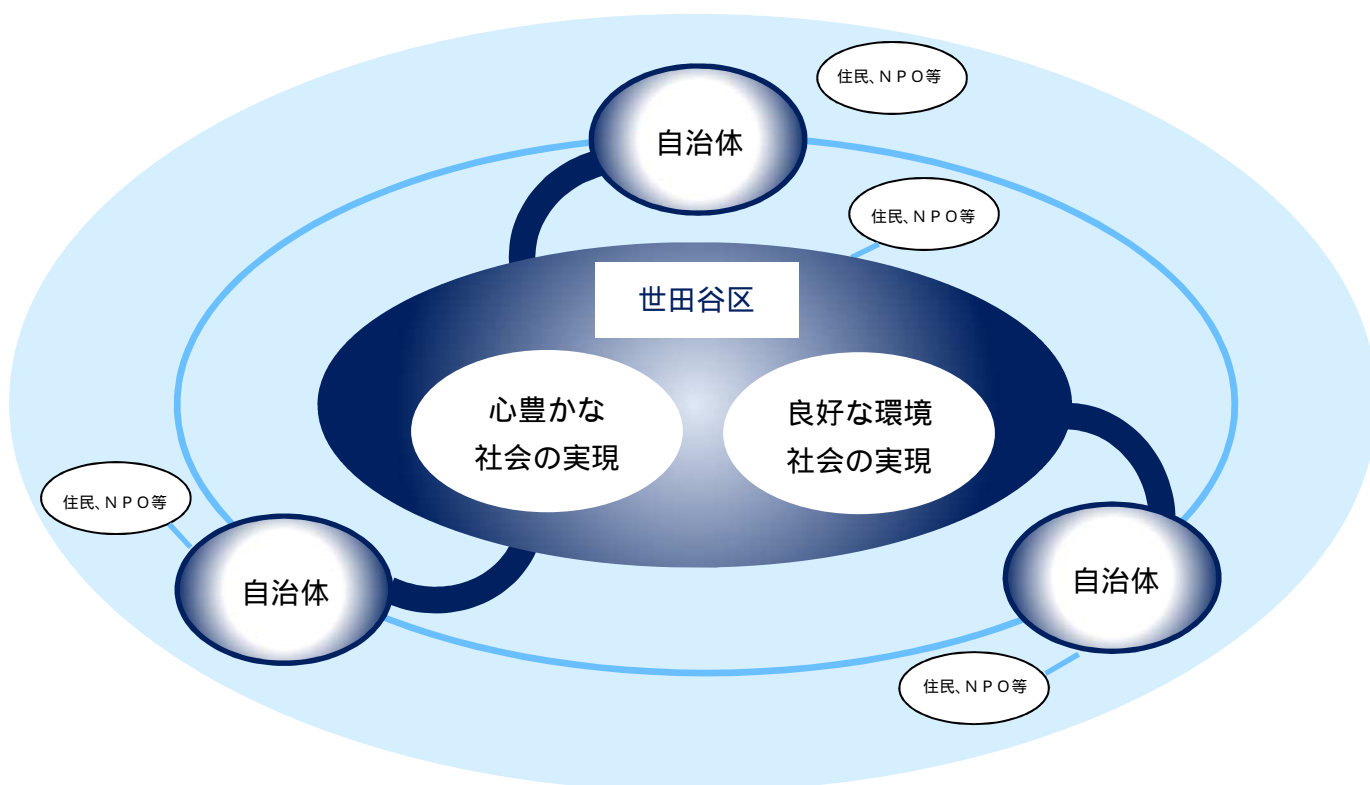 住民、ＮＰＯ等
自治体
住民、ＮＰＯ等
世田谷区
心豊かな
社会の実現
良好な環境
社会の実現
住民、ＮＰＯ等
自治体
自治体
住民、ＮＰＯ等